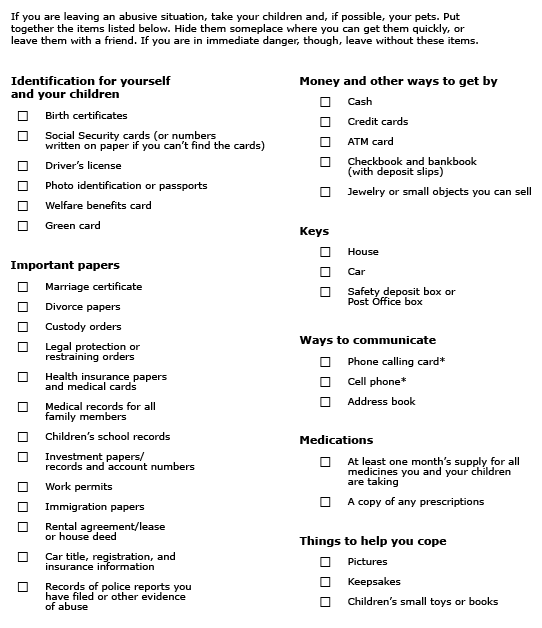 If you are leaving an abusive situation, take your children and, if possible, your pets. Put
together the items listed below. Hide them someplace where you can get them quickly, or
leave them with a friend. If you are in immediate danger, though, leave without these items.
Identification for yourself
and your children
Birth certificates
Social Security cards (or numbers
written on paper if you can't find the cards)
Driver's license
Photo identification or passports
Welfare benefits card
Green card
Important papers
Marriage certificate
Divorce papers
Custody orders
Legal protection or
restraining orders
Health insurance papers
and medical cards
Medical records for all
family members
Children's school records
Investment papers/
records and account numbers
Work permits
Immigration papers
Rental agreement/lease
or house deed
Car title, registration, and
insurance information
Records of police reports you
have filed or other evidence
of abuse
Money and other ways to get by
Cash
Credit cards
ATM card
Checkbook and bankbook
(with deposit slips)
Jewelry or small objects you can sell
Keys
House
Car
Safety deposit box or
Post Office box
Ways to communicate
Phone calling card*
Cell phone*
Address book
Medications
At least one month's supply for all
medicines you and your children
are taking
A copy of any prescriptions
Things to help you cope
Pictures
Keepsakes
Children's small toys or books